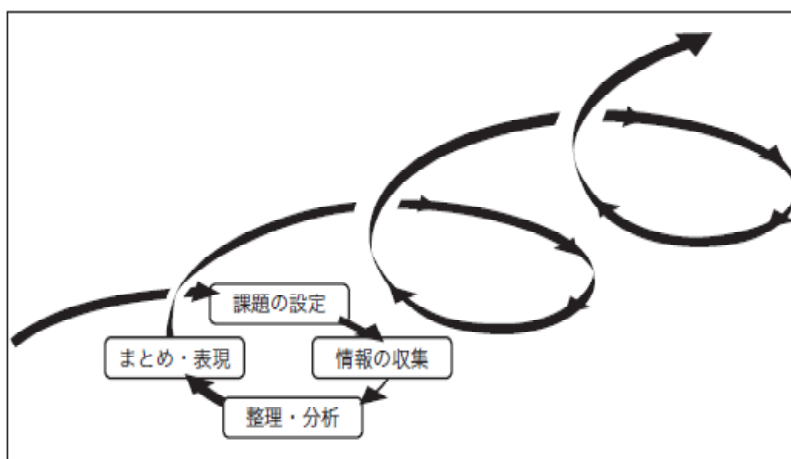 課題の設定
まとめ・表現
情報の収集
整理・分析